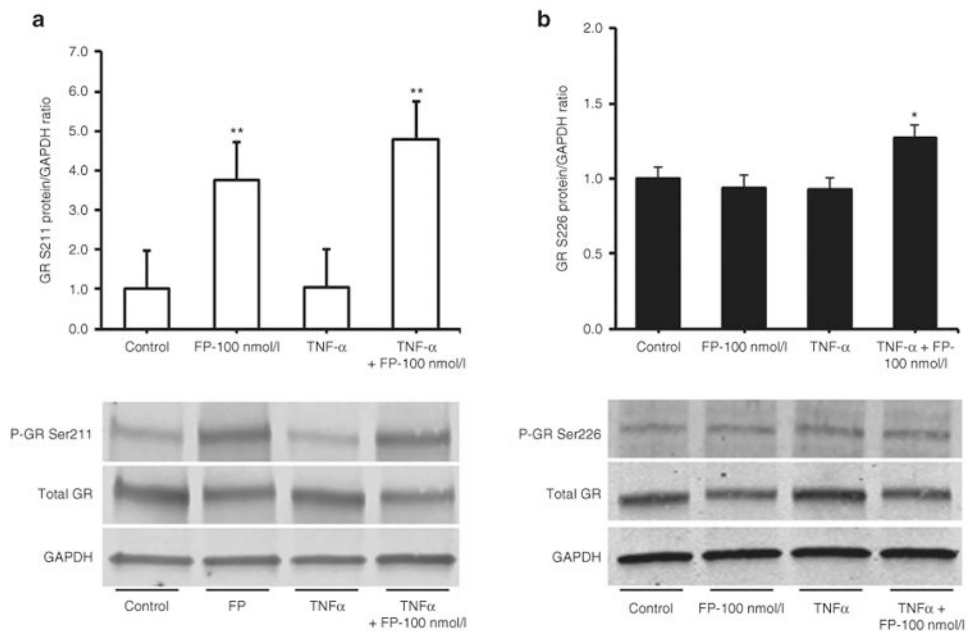 a
GR S211 protein/GAPDH ratio
7.0
6.0
5.0
4.0
3.0
2.0
1.0
0.0
**
**
Control
FP-100 nmol/l
TNF-α
TNF-α
+ FP-100 nmol/l
P-GR Ser211
Total GR
GAPDH
Control
FP
TNFα
TNFα
+ FP-100 nmol/l
b
GR S226 protein/GAPDH ratio
2.0
1.5
1.0
0.5
0.0
*
Control
FP-100 nmol/l
TNF-α
TNF-α + FP-
100 nmol/l
P-GR Ser226
Total GR
GAPDH
Control
FP-100 nmol/l
TNFα
TNFα +
FP-100 nmol/l